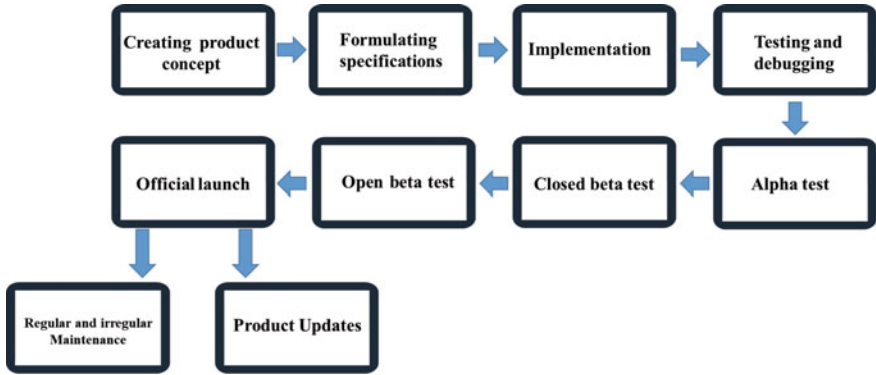 Creating product
concept
Formulating
specifications
Implementation
Testing and
debugging
Alpha test
Closed beta test
Open beta test
Official launch
Regular and irregular
Maintenance
Product Updates